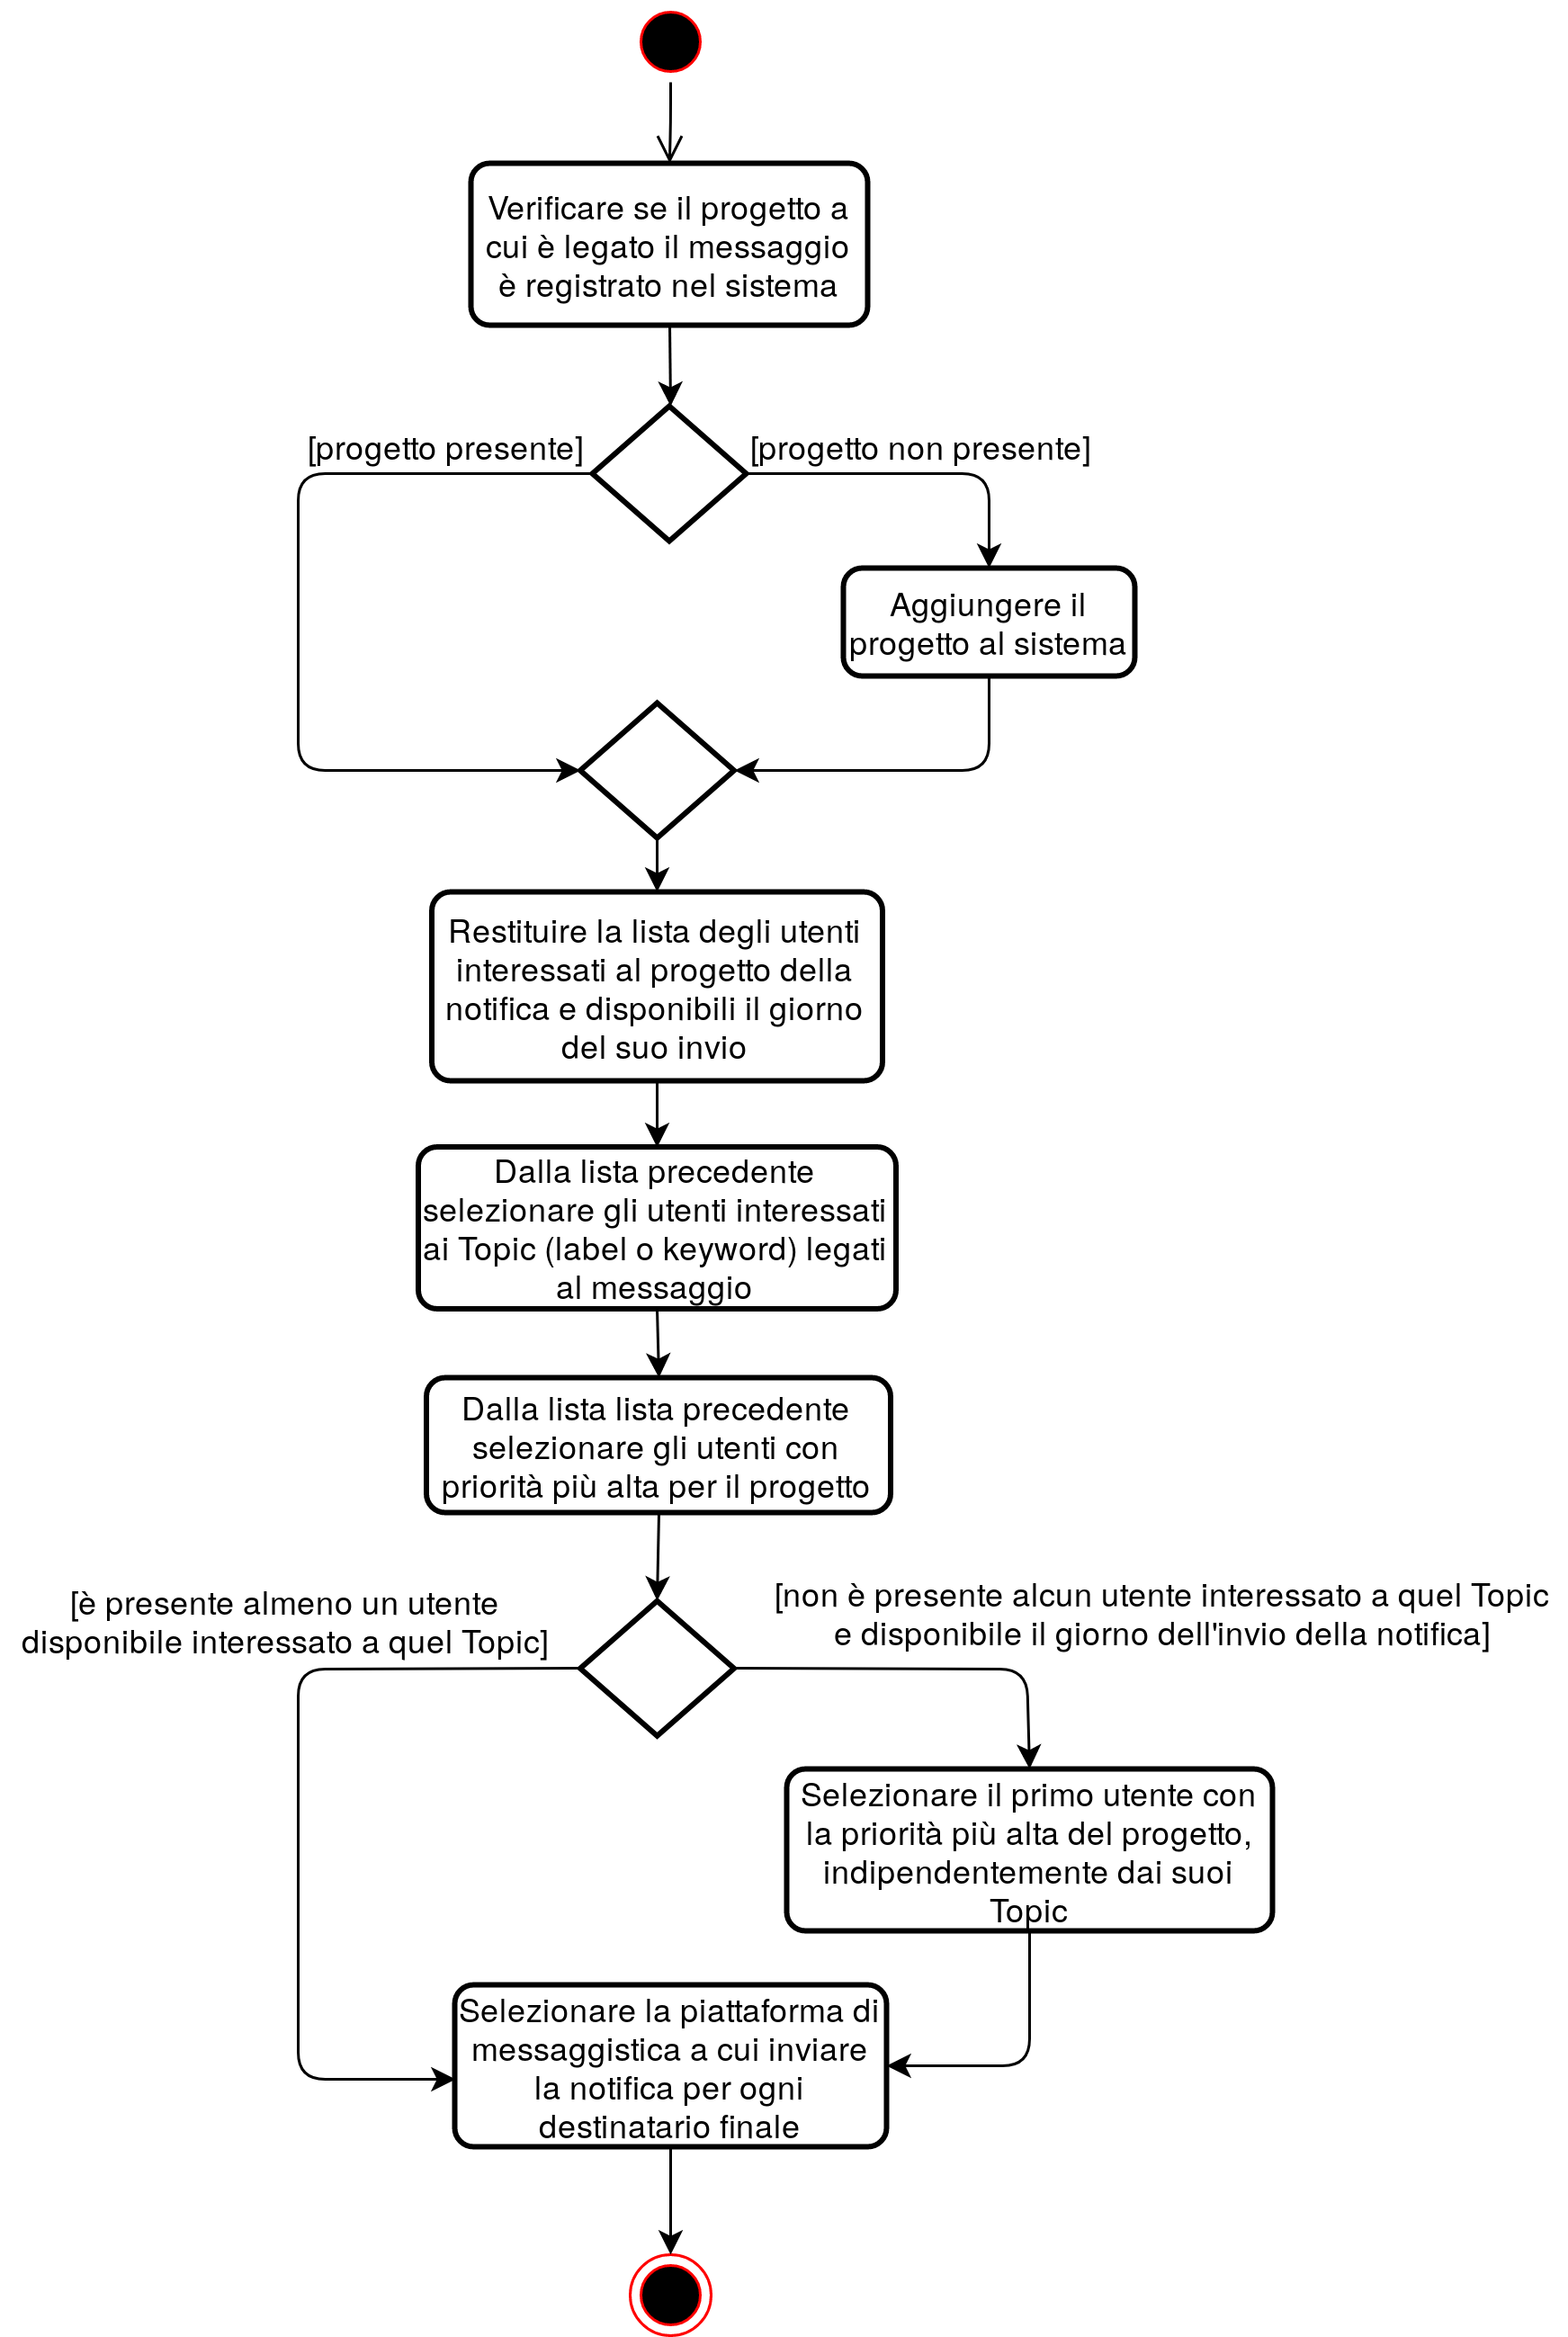 Verificare se il progetto a
cui è legato il messaggio
è registrato nel sistema
[progetto presente]
[progetto non presente]
Aggiungere il
progetto al sistema
Restituire la lista degli utenti
interessati al progetto della
notifica e disponibili il giorno
del suo invio
Dalla lista precedente
selezionare gli utenti interessati
ai Topic (label o keyword) legati
al messaggio
Dalla lista lista precedente
selezionare gli utenti con
priorità più alta per il progetto
[è presente almeno un utente
disponibile interessato a quel Topic]
[non è presente alcun utente interessato a quel Topic
e disponibile il giorno dell'invio della notifica]
Selezionare il primo utente con
la priorità più alta del progetto,
indipendentemente dai suoi
Topic
Selezionare la piattaforma di
messaggistica a cui inviare
la notifica per ogni
destinatario finale